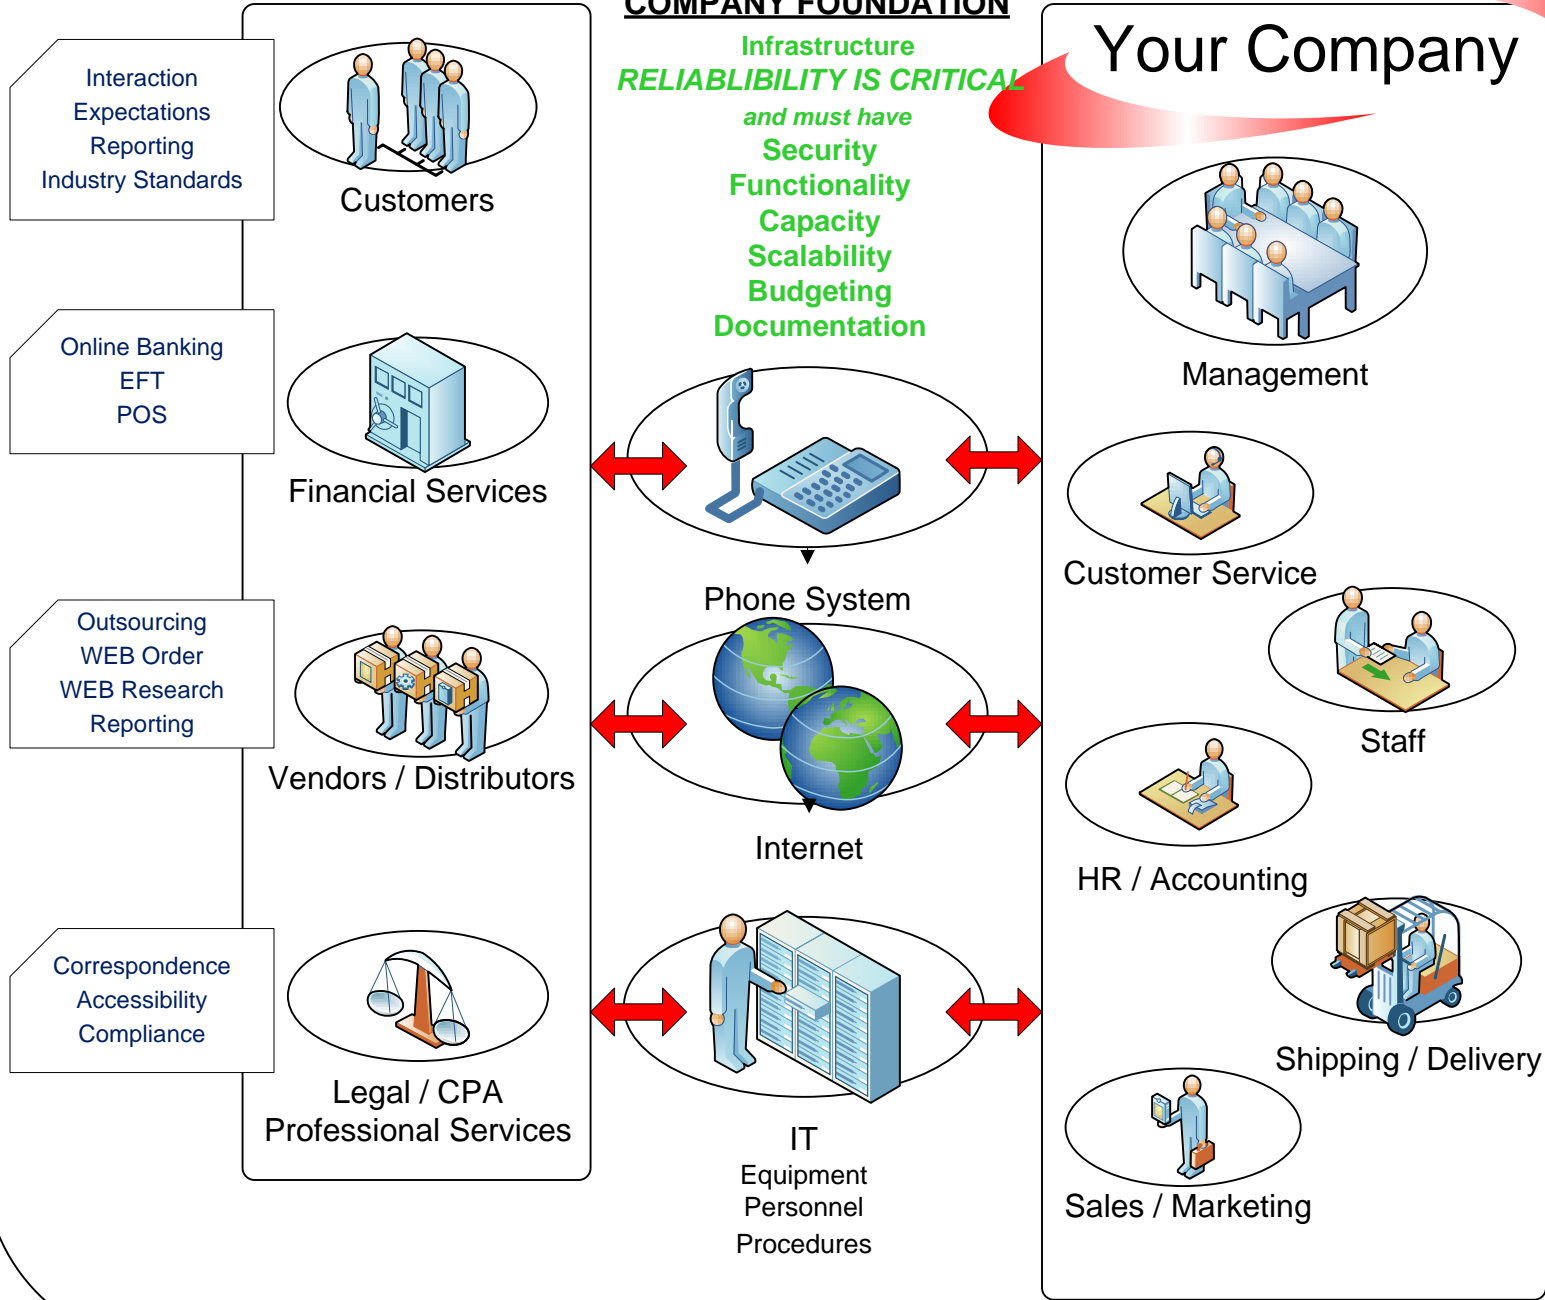 COMPANY FOUNDATION
Infrastructure
RELIABLIBILITY IS CRITICAL
and must have
Security
Functionality
Capacity
Scalability
Budgeting
Documentation
Your Company
Interaction
Expectations
Reporting
Industry Standards
Customers
Online Banking
EFT
POS
Financial Services
Outsourcing
WEB Order
WEB Research
Reporting
Vendors / Distributors
Correspondence
Accessibility
Compliance
Legal / CPA
Professional Services
Phone System
Internet
IT
Equipment
Personnel
Procedures
Management
Customer Service
Staff
HR / Accounting
Shipping / Delivery
Sales / Marketing